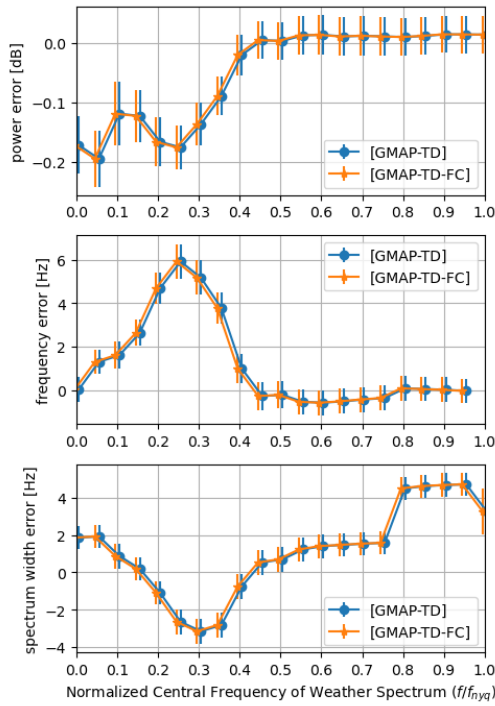 power error [dB]
0.0
−0.1
−0.2
[GMAP-TD]
[GMAP-TD-FC]
0.0 0.1 0.2 0.3 0.4 0.5 0.6 0.7 0.8 0.9 1.0
frequency error [Hz]
6
4
2
0
[GMAP-TD]
[GMAP-TD-FC]
0.0 0.1 0.2 0.3 0.4 0.5 0.6 0.7 0.8 0.9 1.0
spectrum width error [Hz]
4
2
0
−2
−4
[GMAP-TD]
[GMAP-TD-FC]
0.0 0.1 0.2 0.3 0.4 0.5 0.6 0.7 0.8 0.9 1.0
Normalized Central Frequency of Weather Spectrum (f/fnyq)